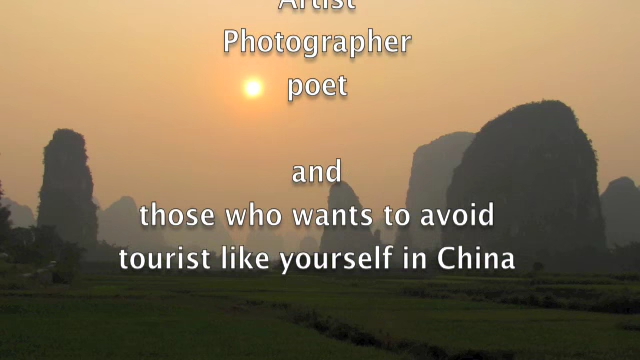 Artist
Photographer
poet
and
those who wants to avoid
tourist like yourself in China